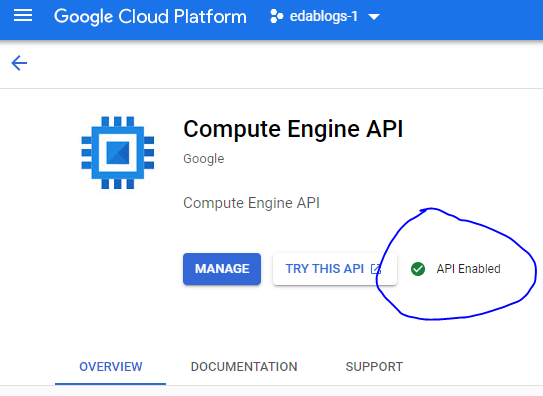 Google Cloud Platform edablogs-1
Compute Engine API
Google
Compute Engine API
MANAGE TRY THIS API API Enabled
OVERVIEW DOCUMENTATION SUPPORT